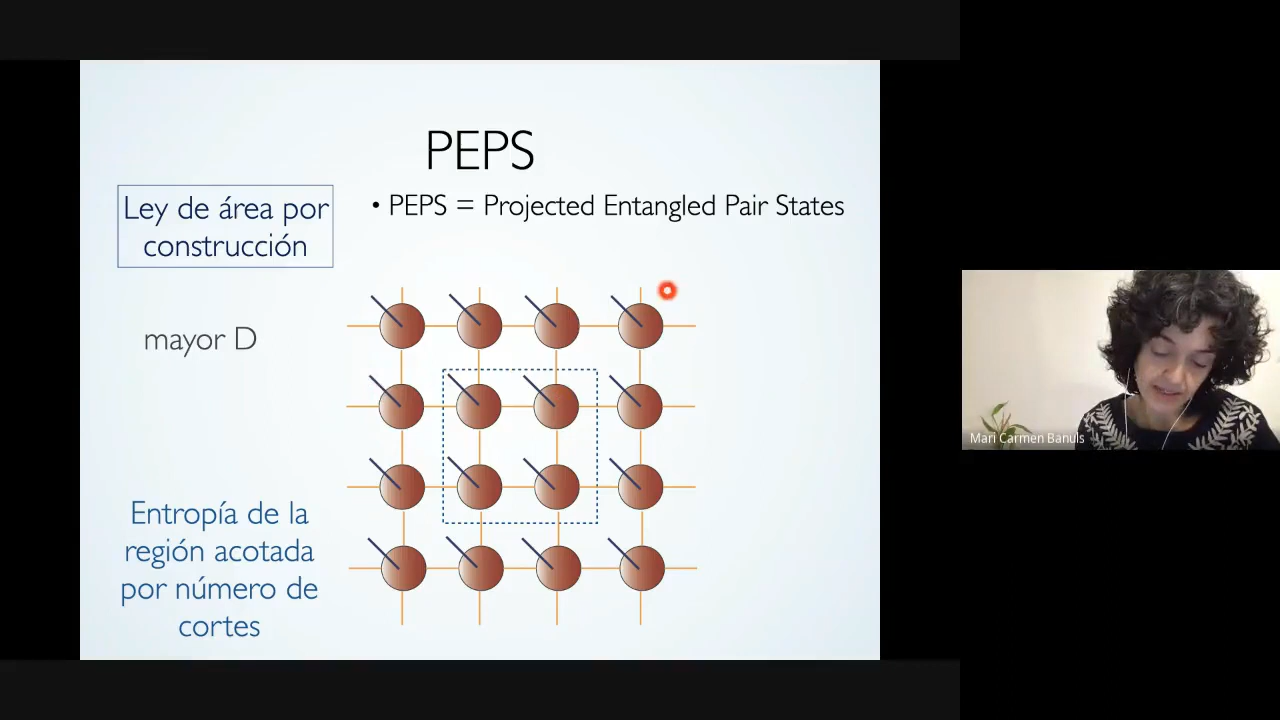 PEPS
Ley de área por
construcción
• PEPS = Projected Entangled Pair States
mayor D
Entropía de la
región acotada
por número de
cortes
Mari Carmen Banuls